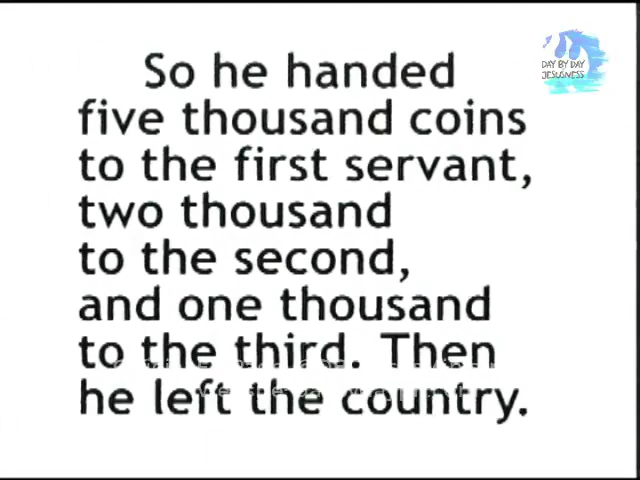 So he handed
five thousand coins
to the first servant,
two thousand
to the second,
and one thousand
to the third. Then
he left the country.
DAY BY DAY
JESUSNESS